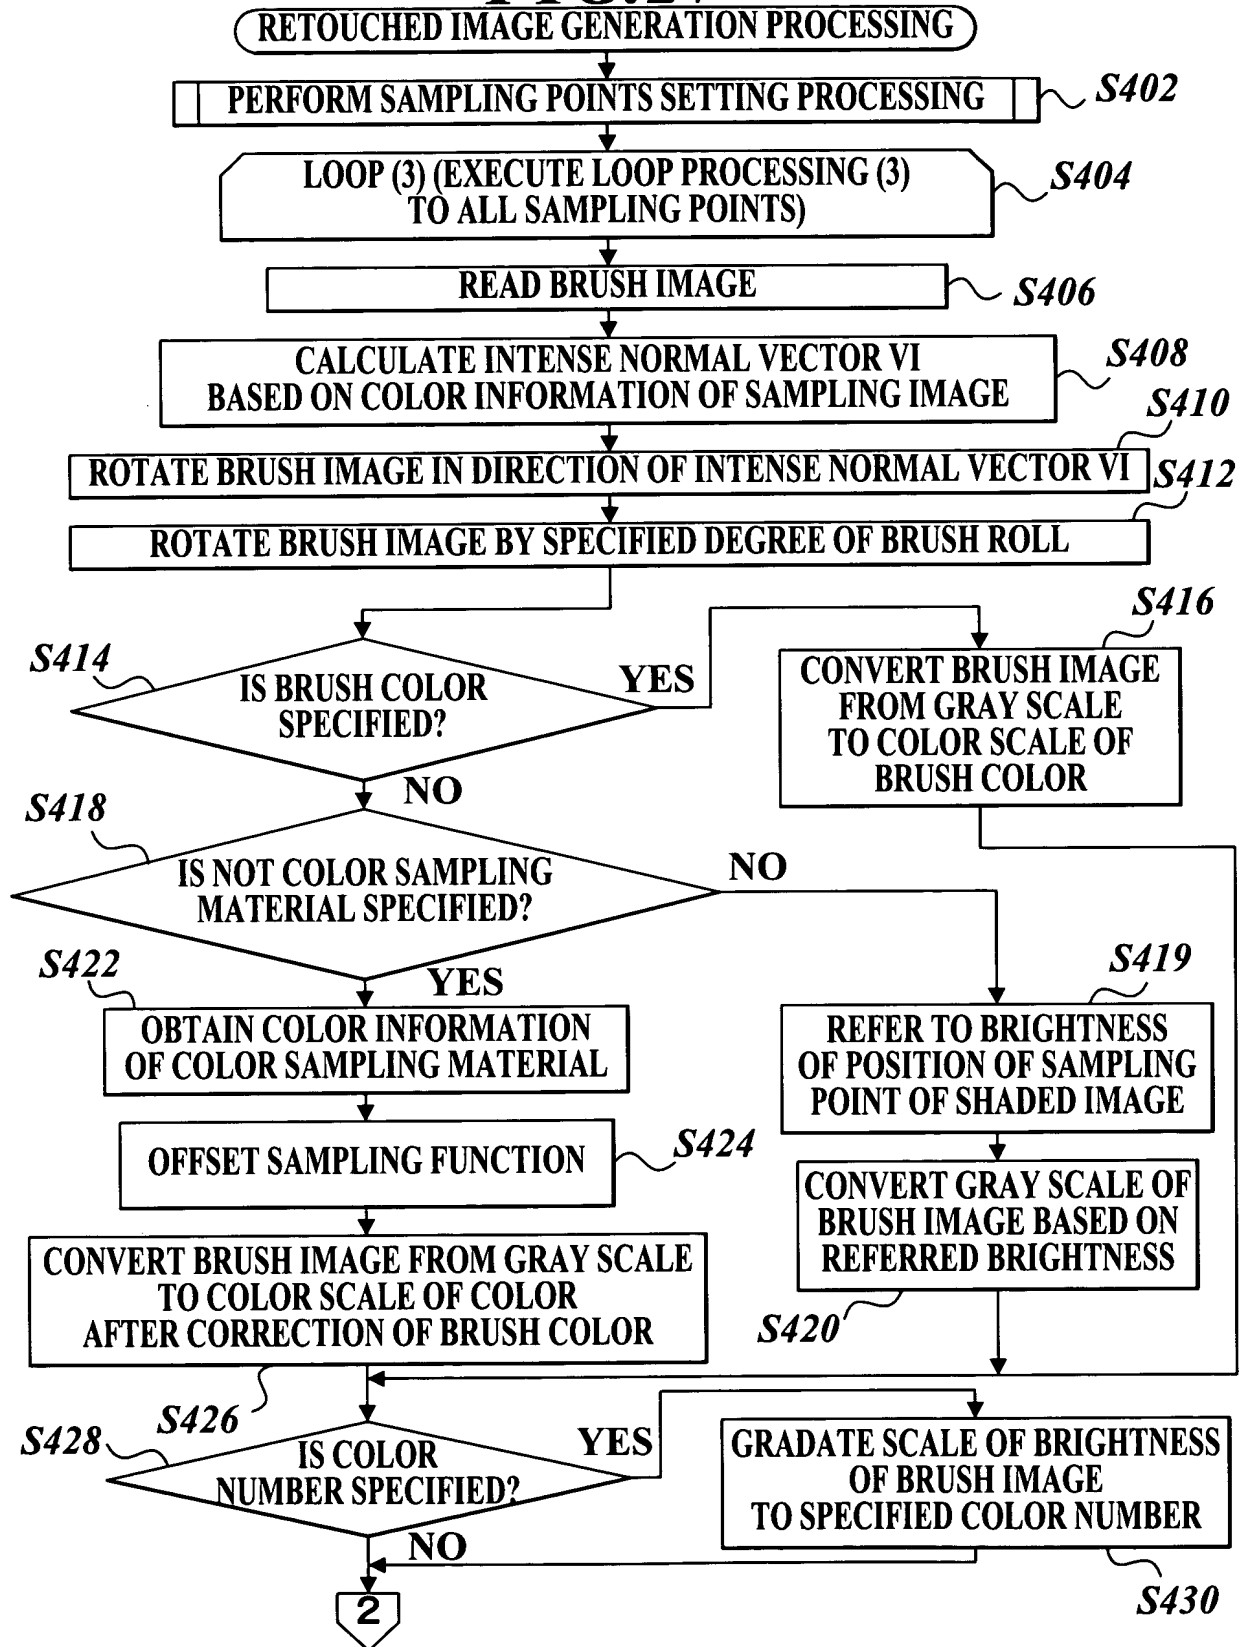 RETOUCHED IMAGE GENERATION PROCESSING
PERFORM SAMPLING POINTS SETTING PROCESSING
S402
LOOP (3) (EXECUTE LOOP PROCESSING (3)
TO ALL SAMPLING POINTS)
S404
READ BRUSH IMAGE
S406
CALCULATE INTENSE NORMAL VECTOR VI
BASED ON COLOR INFORMATION OF SAMPLING IMAGE
S408
S410
ROTATE BRUSH IMAGE IN DIRECTION OF INTENSE NORMAL VECTOR VI
S412
ROTATE BRUSH IMAGE BY SPECIFIED DEGREE OF BRUSH ROLL
S414
IS BRUSH COLOR
SPECIFIED?
YES
NO
S416
CONVERT BRUSH IMAGE
FROM GRAY SCALE
TO COLOR SCALE OF
BRUSH COLOR
S418
IS NOT COLOR SAMPLING
MATERIAL SPECIFIED?
NO
YES
S422
OBTAIN COLOR INFORMATION
OF COLOR SAMPLING MATERIAL
S419
REFER TO BRIGHTNESS
OF POSITION OF SAMPLING
POINT OF SHADED IMAGE
OFFSET SAMPLING FUNCTION
S424
CONVERT GRAY SCALE OF
BRUSH IMAGE BASED ON
REFERRED BRIGHTNESS
S420
CONVERT BRUSH IMAGE FROM GRAY SCALE
TO COLOR SCALE OF COLOR
AFTER CORRECTION OF BRUSH COLOR
S426
S428
IS COLOR
NUMBER SPECIFIED?
YES
NO
GRADATE SCALE OF BRIGHTNESS
OF BRUSH IMAGE
TO SPECIFIED COLOR NUMBER
S430
2